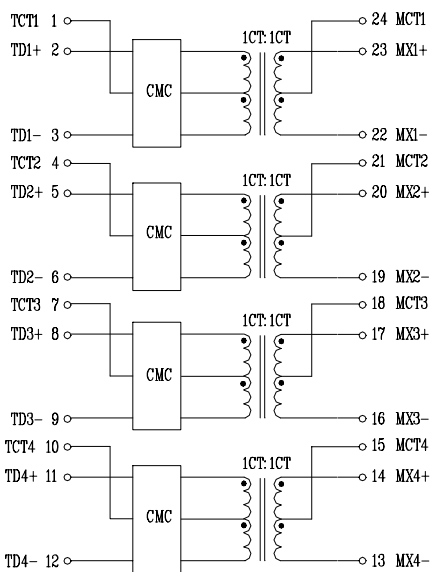 TCT1 1 24 MCT1
1CT:1CT
TD1+ 2 23 MX1+
CMC
TD1- 3 22 MX1-
TCT2 4 21 MCT2
1CT:1CT
TD2+ 5 20 MX2+
CMC
TD2- 6 19 MX2-
TCT3 7 18 MCT3
1CT:1CT
TD3+ 8 17 MX3+
CMC
TD3- 9 16 MX3-
TCT4 10 15 MCT4
1CT:1CT
TD4+ 11 14 MX4+
CMC
TD4- 12 13 MX4-